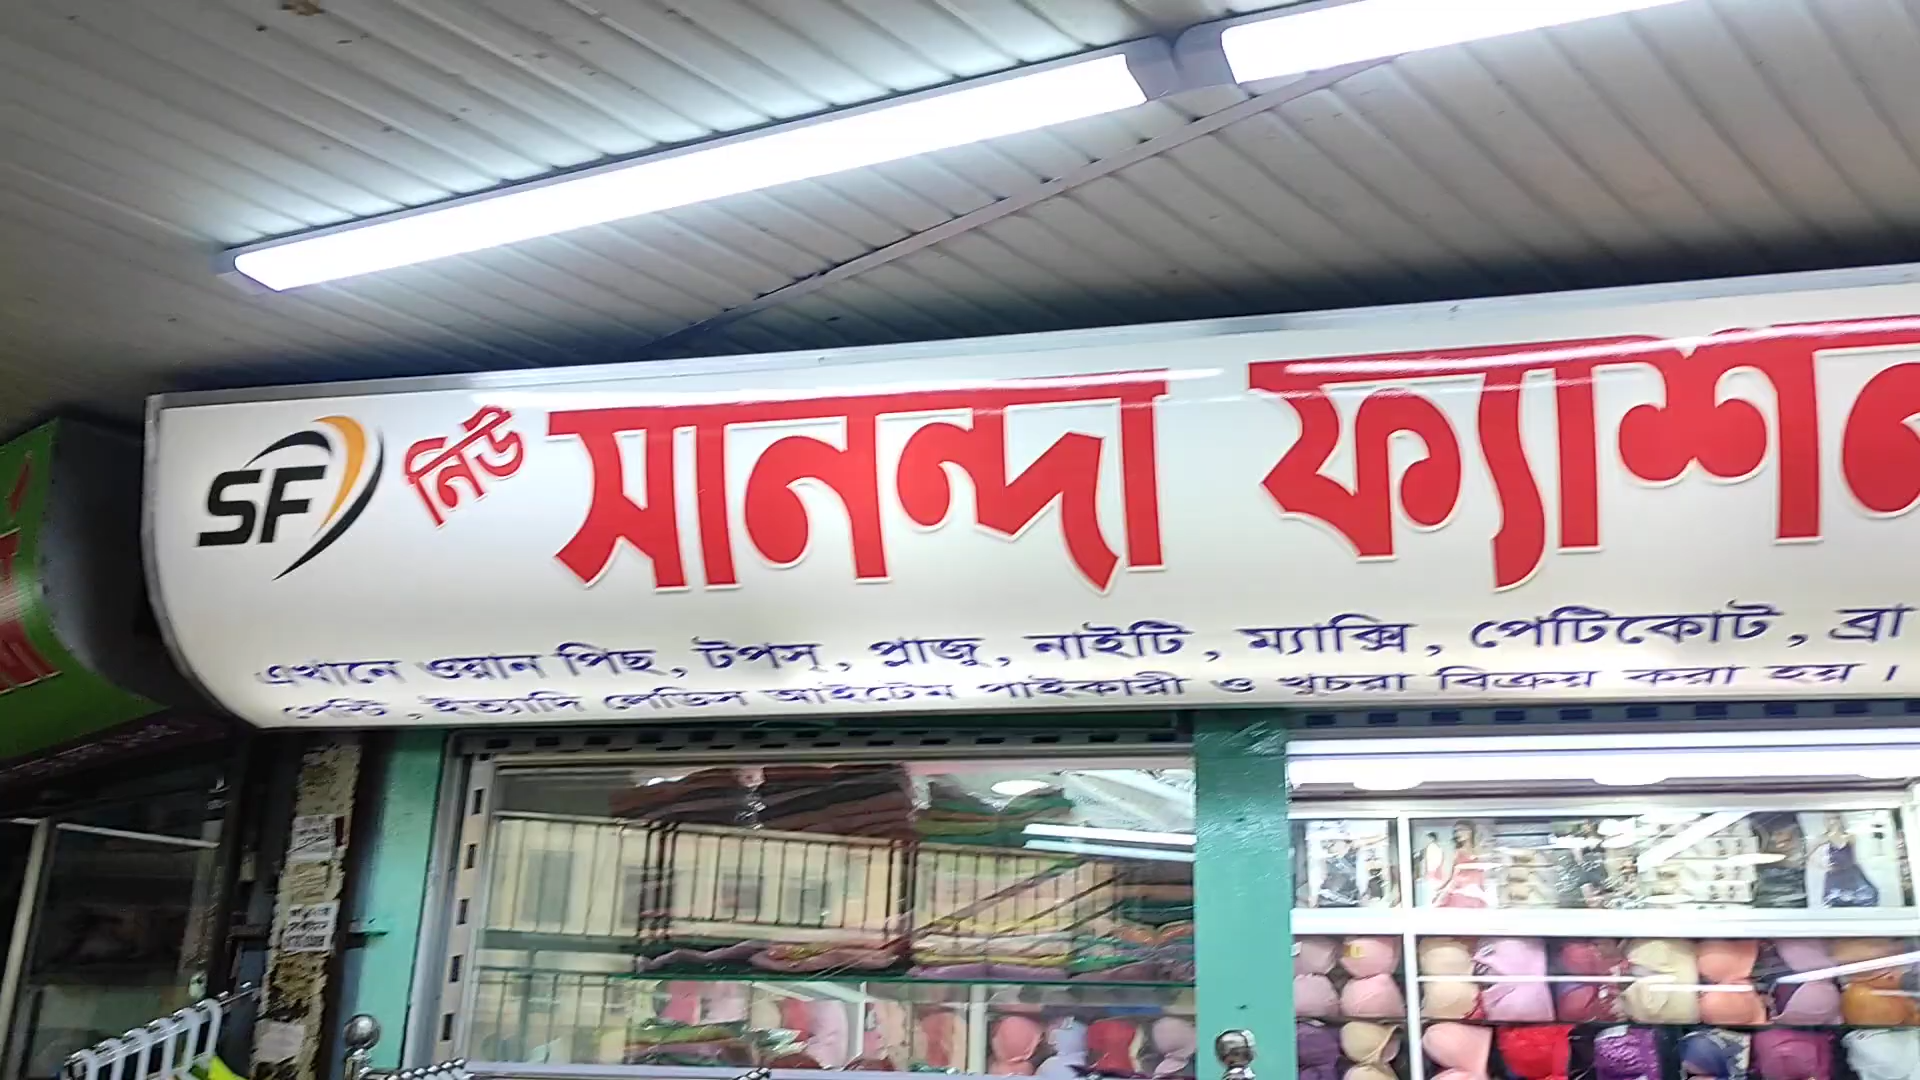 SF
নিউ সানন্দা ফ্যাশন
এখানে ওয়ান পিছ, টপস্, প্লাজু, নাইটি, ম্যাক্সি, পেটিকোট, ব্রা
পেন্টি, ইত্যাদি লেডিস আইটেম পাইকারী ও খুচরা বিক্রয় করা হয়।